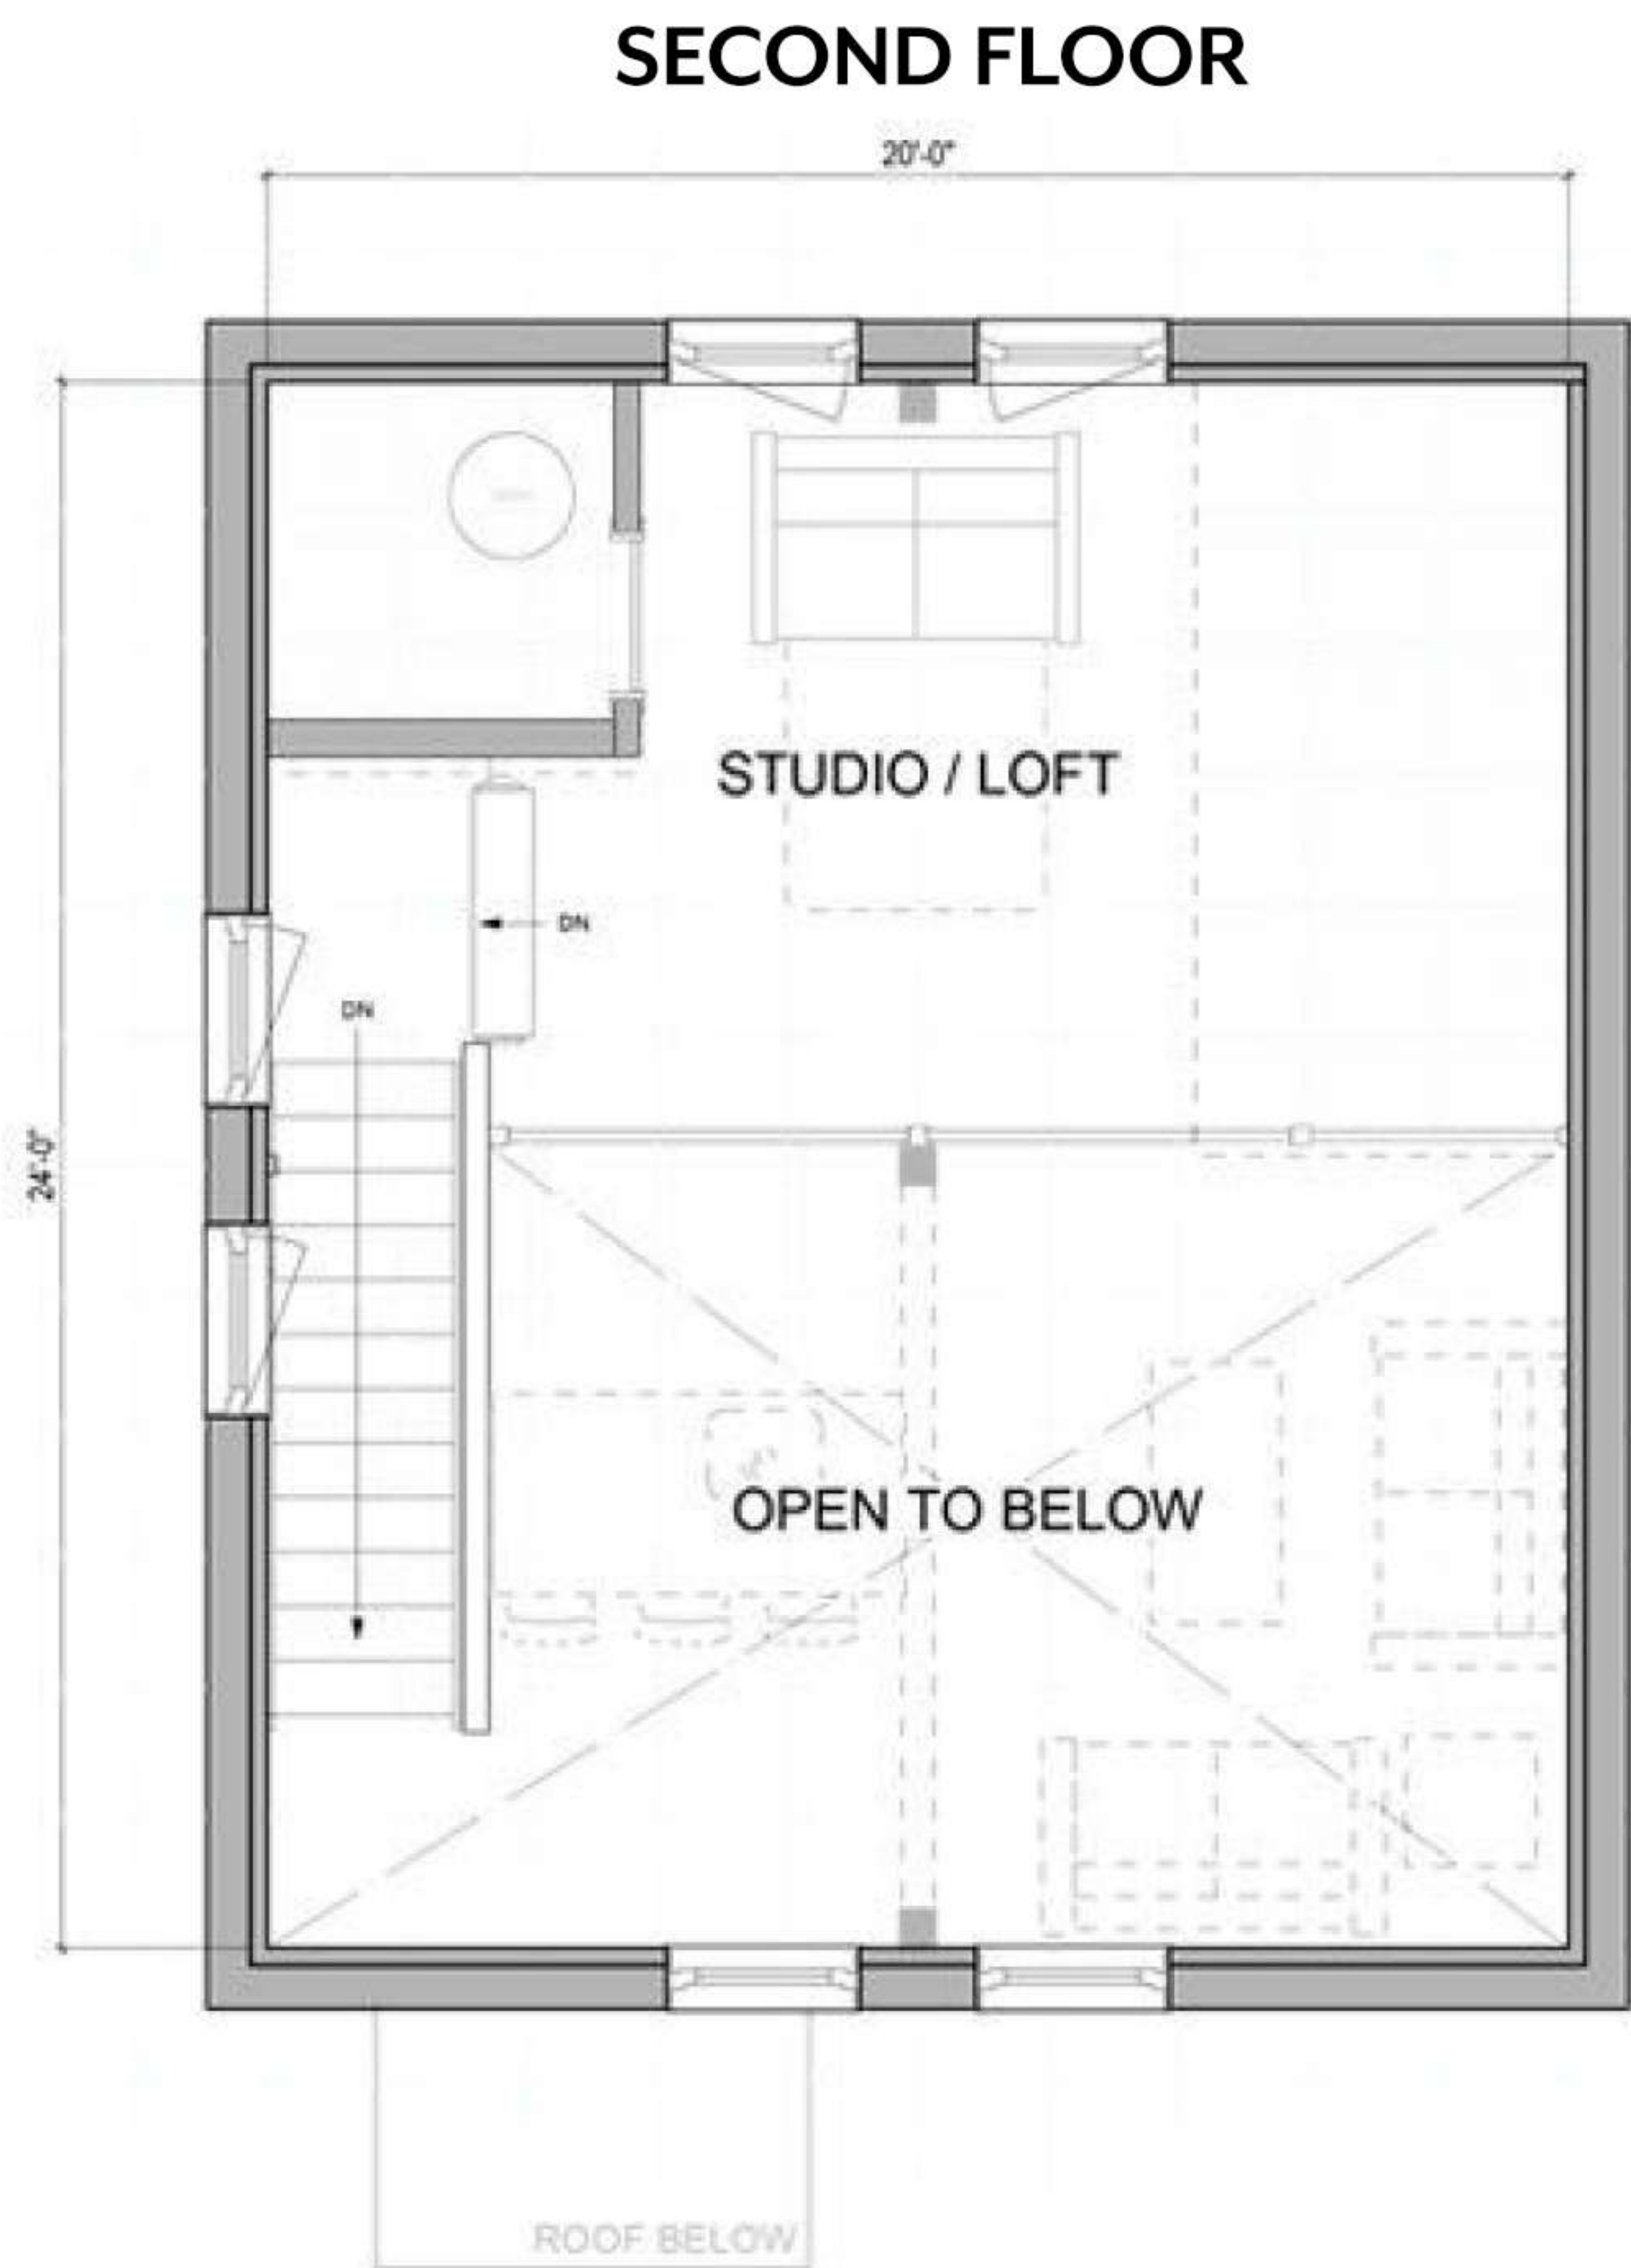 SECOND FLOOR
20'-0"
STUDIO / LOFT
DN
DN
24'-0"
OPEN TO BELOW
ROOF BELOW